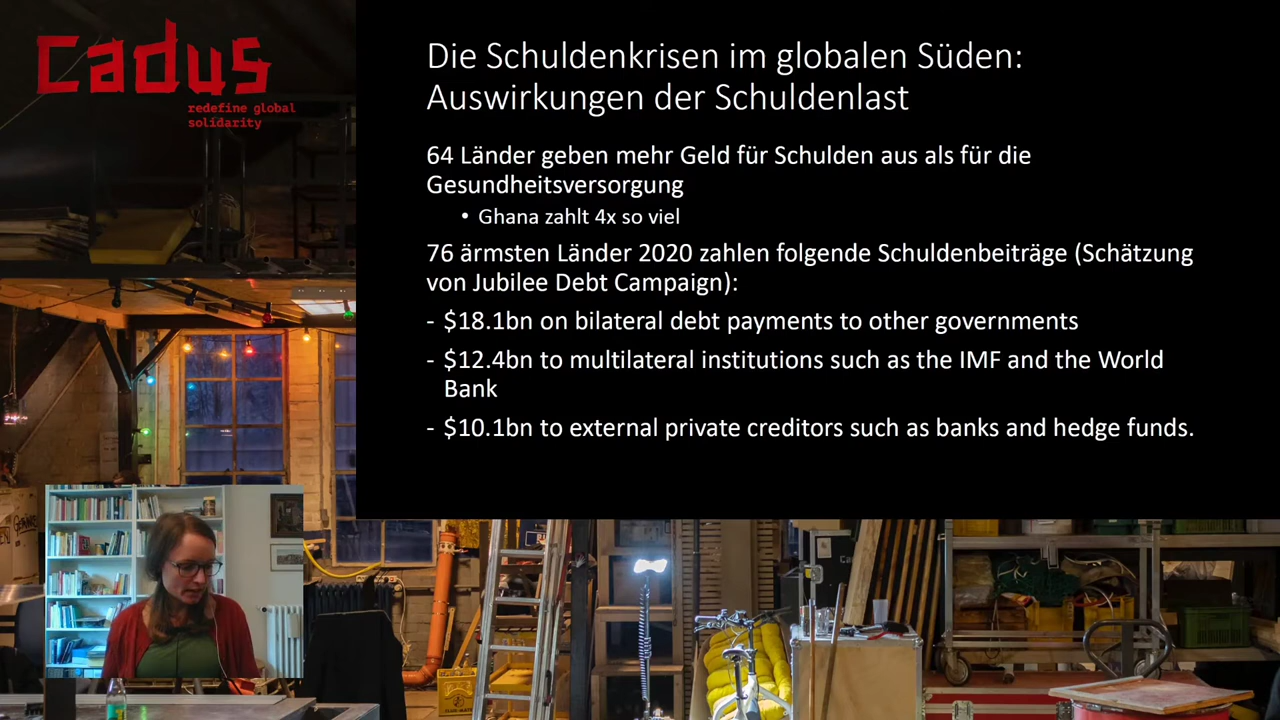 cadus
redefine global
solidarity
Die Schuldenkrisen im globalen Süden:
Auswirkungen der Schuldenlast
64 Länder geben mehr Geld für Schulden aus als für die
Gesundheitsversorgung
• Ghana zahlt 4x so viel
76 ärmsten Länder 2020 zahlen folgende Schuldenbeiträge (Schätzung
von Jubilee Debt Campaign):
- $18.1bn on bilateral debt payments to other governments
- $12.4bn to multilateral institutions such as the IMF and the World
Bank
- $10.1bn to external private creditors such as banks and hedge funds.